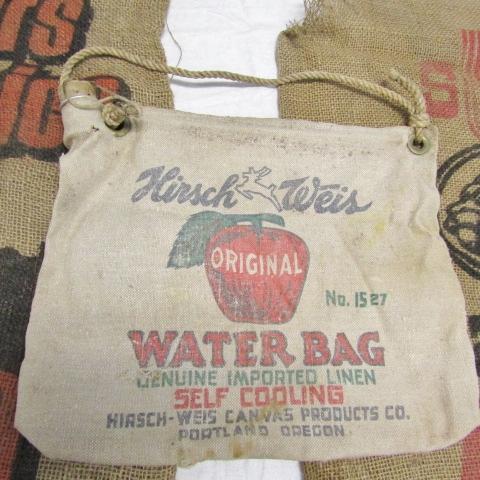 Hirsch Weis
ORIGINAL
No. 1527
WATER BAG
GENUINE IMPORTED LINEN
SELF COOLING
HIRSCH-WEIS CANVAS PRODUCTS CO.
PORTLAND OREGON